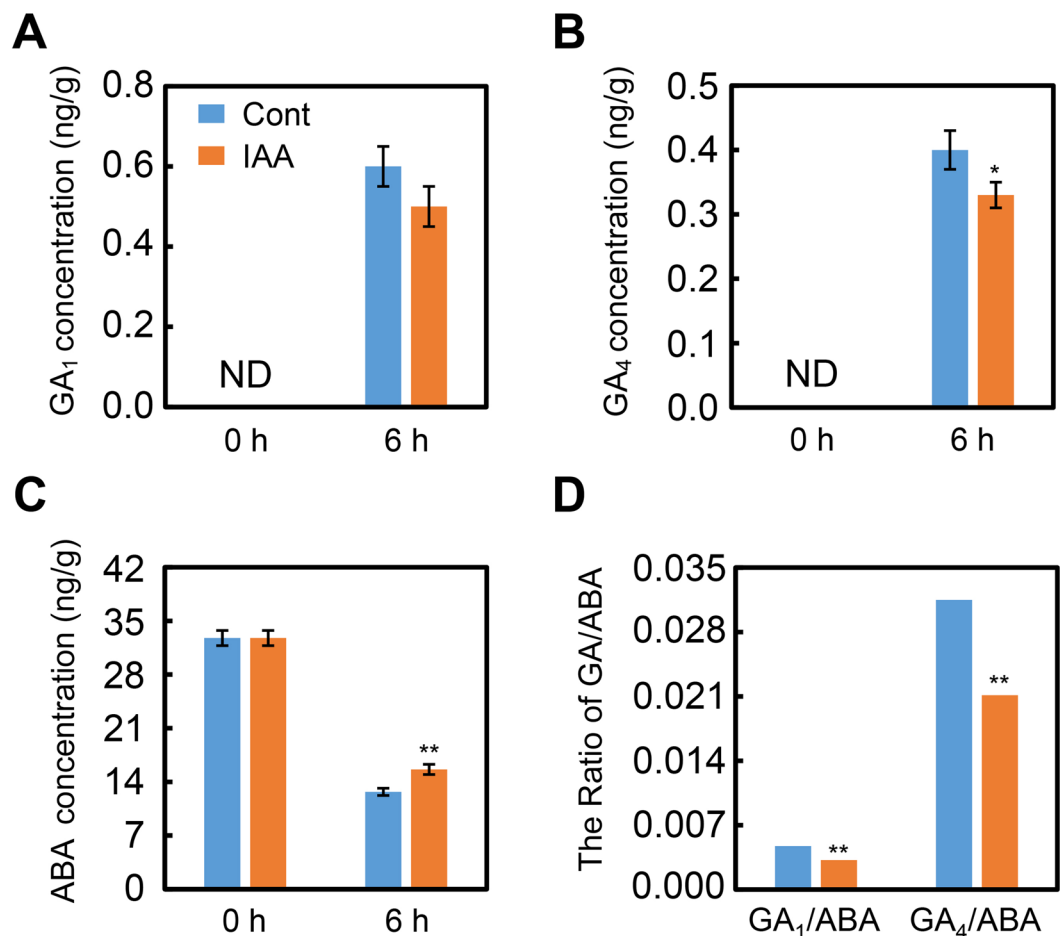 A
GA₁ concentration (ng/g)
0.8
0.6
0.4
0.2
0.0
Cont
IAA
ND
0 h
6 h
B
GA₄ concentration (ng/g)
0.5
0.4
0.3
0.2
0.1
0.0
*
ND
0 h
6 h
C
ABA concentration (ng/g)
42
35
28
21
14
7
0
**
0 h
6 h
D
The Ratio of GA/ABA
0.035
0.028
0.021
0.014
0.007
0.000
**
**
GA₁/ABA
GA₄/ABA